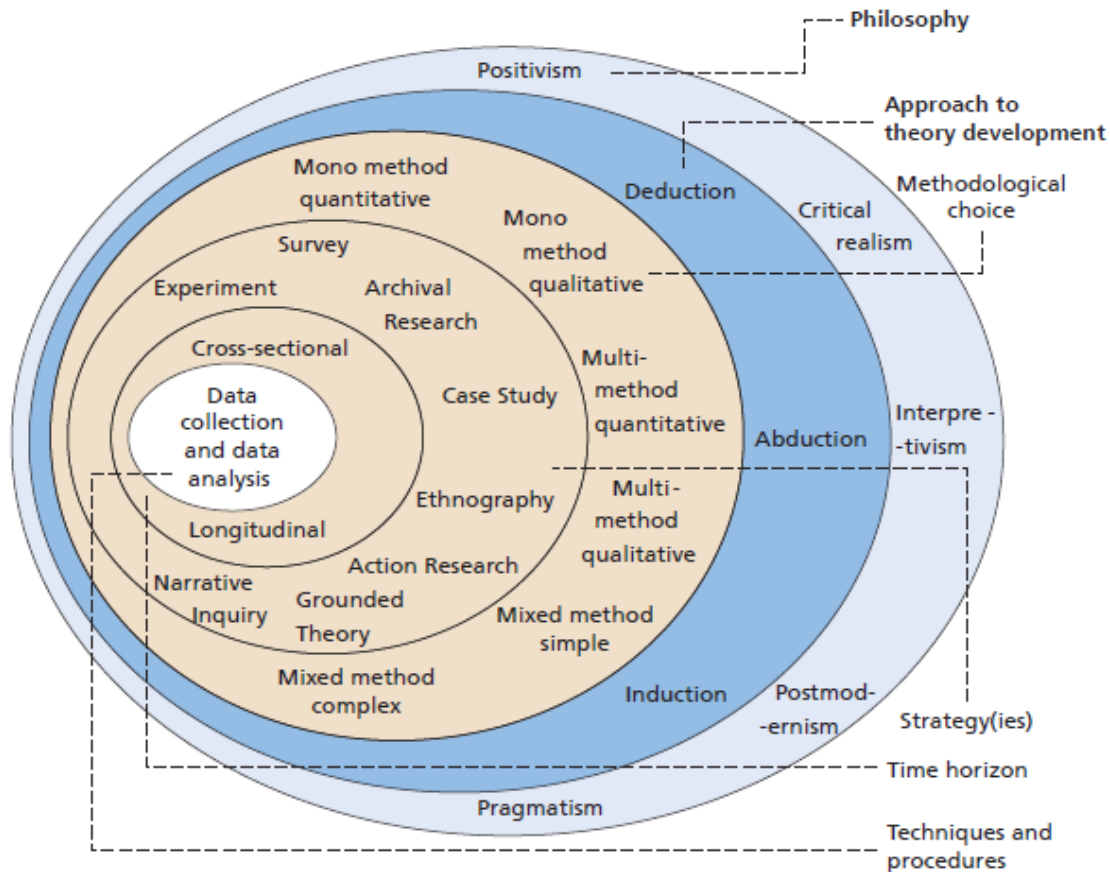 Philosophy
Positivism
Approach to
theory development
Deduction
Methodological
choice
Critical
realism
Mono method
quantitative
Mono
method
qualitative
Survey
Experiment
Archival
Research
Cross-sectional
Data
collection
and data
analysis
Case Study
Multi-
method
quantitative
Abduction
Interpre -
-tivism
Ethnography
Multi-
method
qualitative
Longitudinal
Action Research
Narrative
Inquiry
Grounded
Theory
Mixed method
simple
Mixed method
complex
Induction
Postmod-
-ernism
Strategy(ies)
Time horizon
Pragmatism
Techniques and
procedures